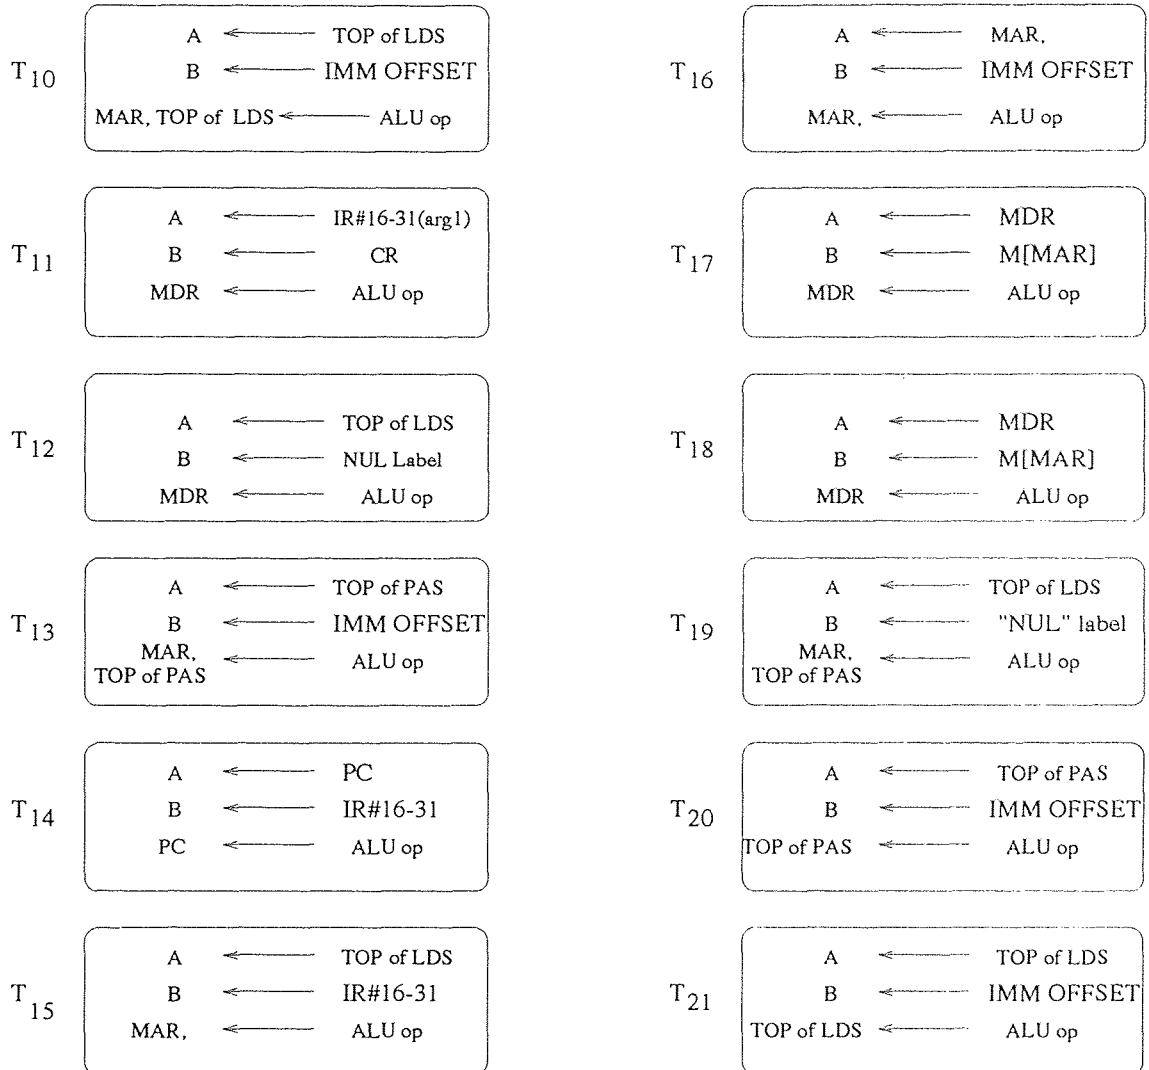 T10
A ← TOP of LDS
B ← IMM OFFSET
MAR, TOP of LDS ← ALU op
T11
A ← IR#16-31(arg1)
B ← CR
MDR ← ALU op
T12
A ← TOP of LDS
B ← NUL Label
MDR ← ALU op
T13
A ← TOP of PAS
B ← IMM OFFSET
MAR,
TOP of PAS ← ALU op
T14
A ← PC
B ← IR#16-31
PC ← ALU op
T15
A ← TOP of LDS
B ← IR#16-31
MAR, ← ALU op
T16
A ← MAR,
B ← IMM OFFSET
MAR, ← ALU op
T17
A ← MDR
B ← M[MAR]
MDR ← ALU op
T18
A ← MDR
B ← M[MAR]
MDR ← ALU op
T19
A ← TOP of LDS
B ← "NUL" label
MAR,
TOP of PAS ← ALU op
T20
A ← TOP of PAS
B ← IMM OFFSET
TOP of PAS ← ALU op
T21
A ← TOP of LDS
B ← IMM OFFSET
TOP of LDS ← ALU op